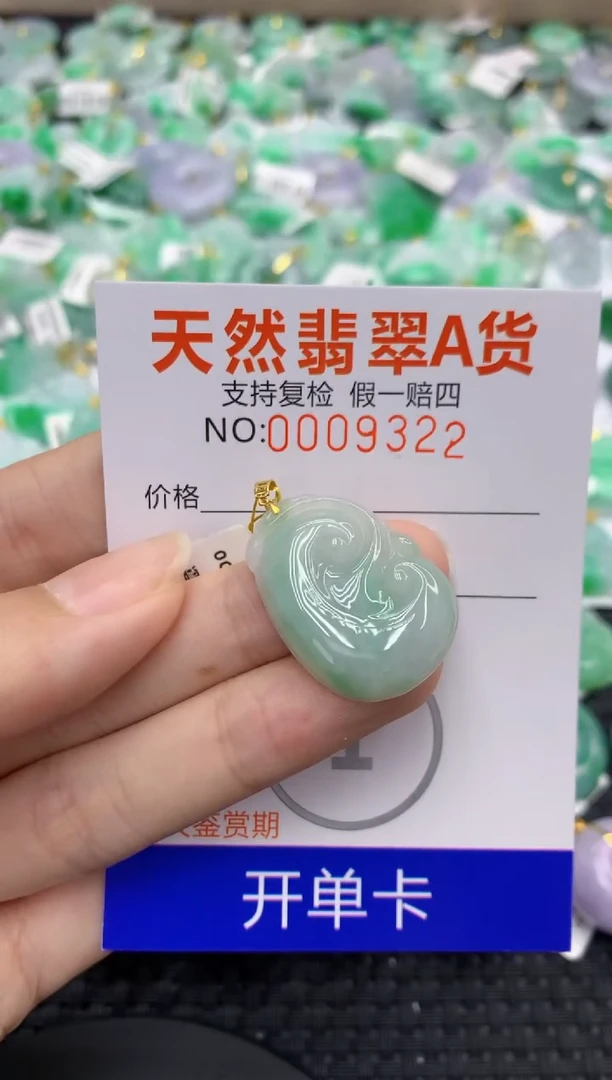 天然翡翠A货
支持复检 假一赔四
NO:0009322
价格
鉴赏期
开单卡